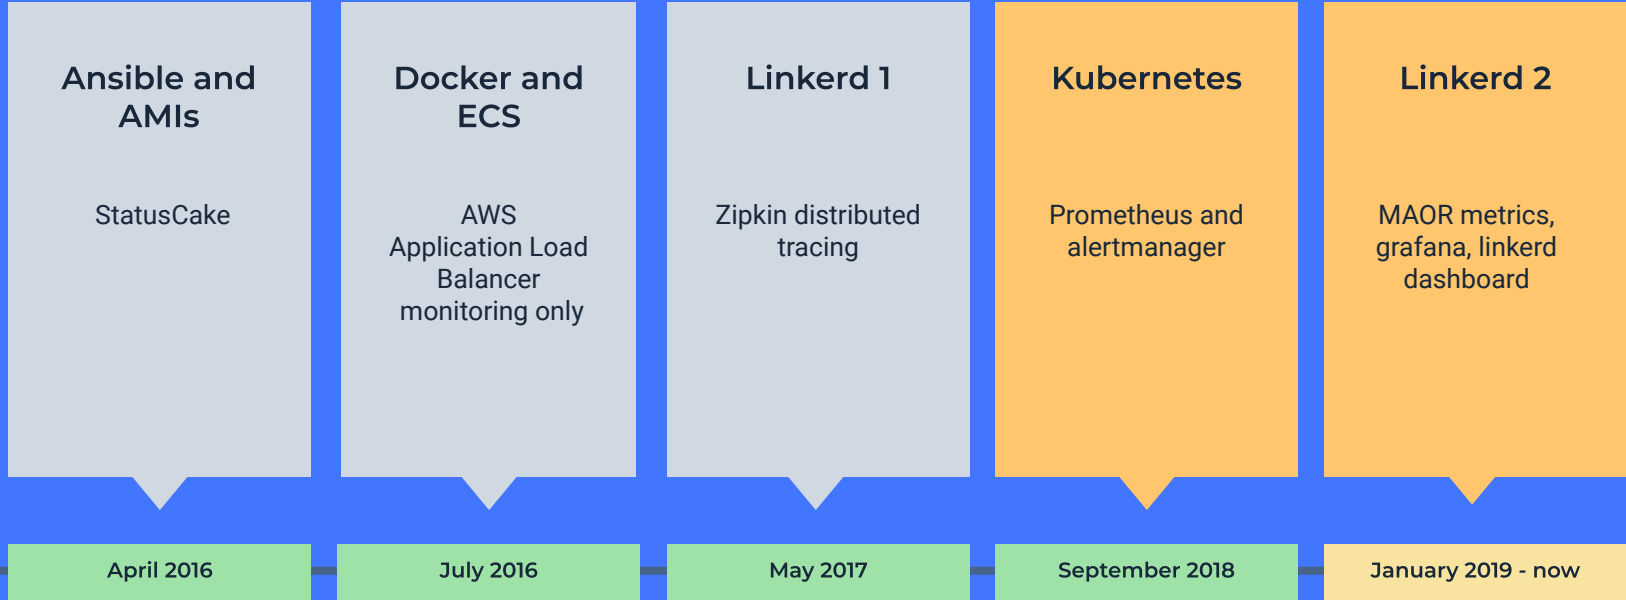 Ansible and
AMIs
StatusCake
April 2016
Docker and
ECS
AWS
Application Load
Balancer
monitoring only
July 2016
Linkerd 1
Zipkin distributed
tracing
May 2017
Kubernetes
Prometheus and
alertmanager
September 2018
Linkerd 2
MAOR metrics,
grafana, linkerd
dashboard
January 2019 - now